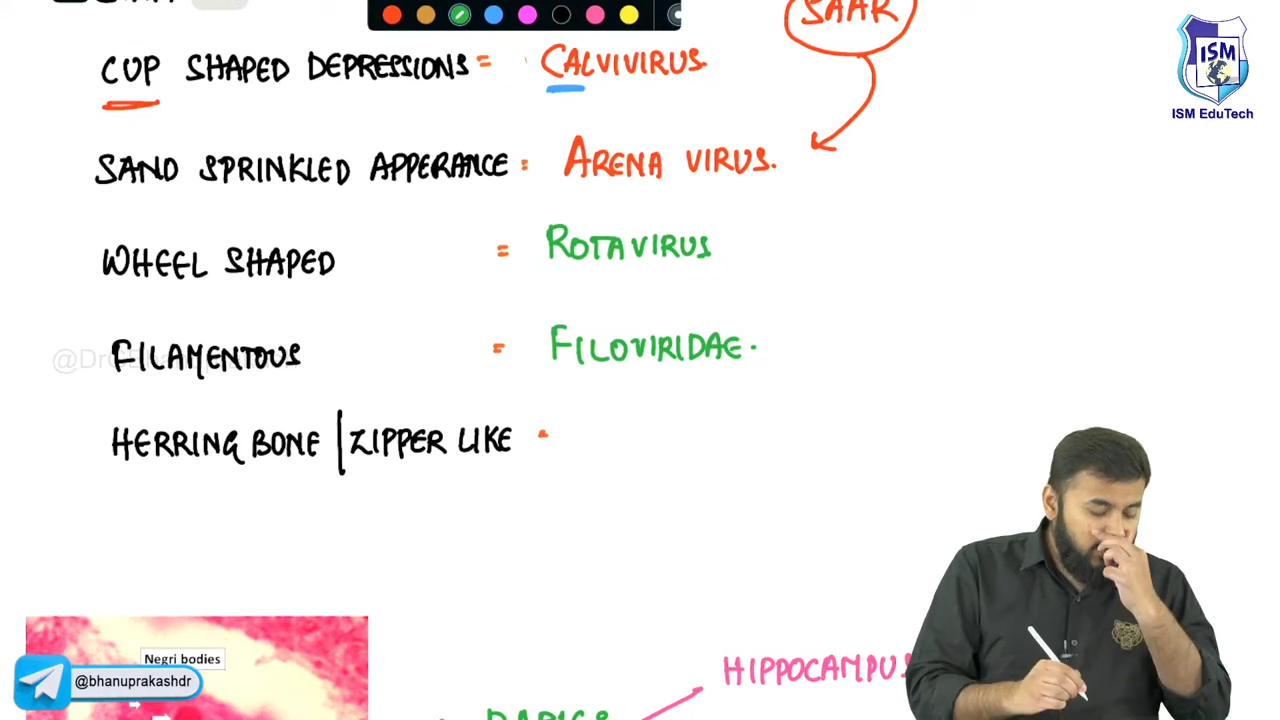 SAAR
ISM
ISM EduTech
CUP SHAPED DEPRESSIONS = CALVIVIRUS
SAND SPRINKLED APPERANCE = ARENA VIRUS.
WHEEL SHAPED = ROTAVIRUS
FILAMENTOUS = FILOVIRIDAE.
HERRING BONE | ZIPPER LIKE
Negri bodies
@bhanuprakashdr
HIPPOCAMPUS